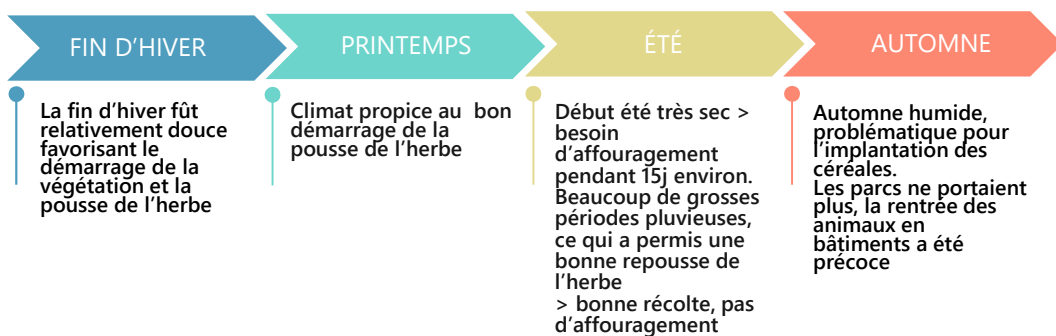 FIN D'HIVER
La fin d'hiver fût
relativement douce
favorisant le
démarrage de la
végétation et la
pousse de l'herbe
PRINTEMPS
Climat propice au bon
démarrage de la
pousse de l'herbe
ÉTÉ
Début été très sec >
besoin
d'affouragement
pendant 15j environ.
Beaucoup de grosses
périodes pluvieuses,
ce qui a permis une
bonne repousse de
l'herbe
> bonne récolte, pas
d'affouragement
AUTOMNE
Automne humide,
problématique pour
l'implantation des
céréales.
Les parcs ne portaient
plus, la rentrée des
animaux en
bâtiments a été
précoce